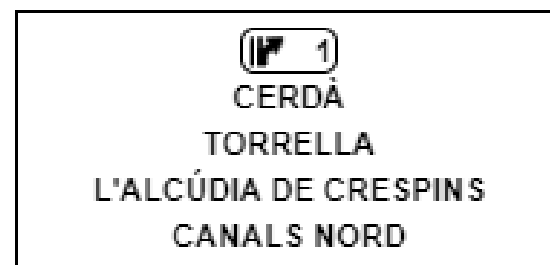 1
CERDÀ
TORRELLA
L'ALCÚDIA DE CRESPINS
CANALS NORD